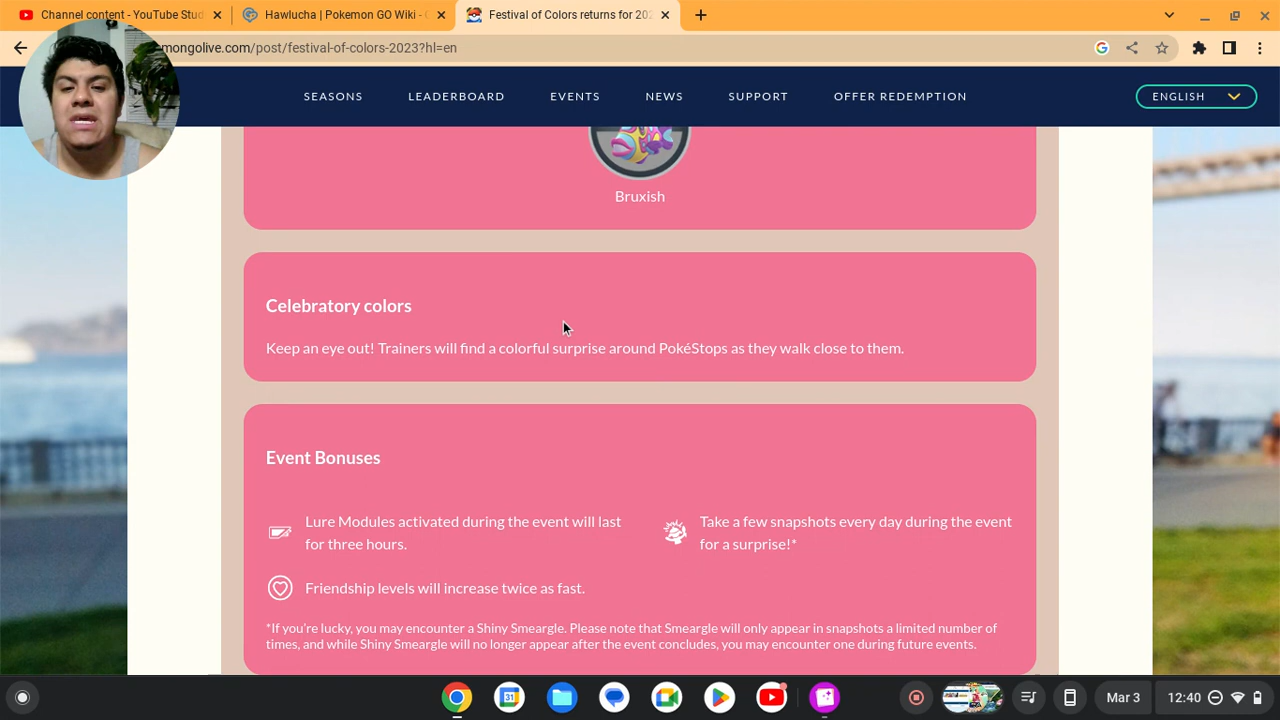 Channel content - YouTube Stud
Hawlucha | Pokemon GO Wiki - G
Festival of Colors returns for 202
mongolive.com/post/festival-of-colors-2023?hl=en
SEASONS LEADERBOARD EVENTS NEWS SUPPORT OFFER REDEMPTION ENGLISH
Bruxish
Celebratory colors
Keep an eye out! Trainers will find a colorful surprise around PokéStops as they walk close to them.
Event Bonuses
Lure Modules activated during the event will last
for three hours.
Take a few snapshots every day during the event
for a surprise!*
Friendship levels will increase twice as fast.
*If you're lucky, you may encounter a Shiny Smeargle. Please note that Smeargle will only appear in snapshots a limited number of
times, and while Shiny Smeargle will no longer appear after the event concludes, you may encounter one during future events.
Mar 3 12:40